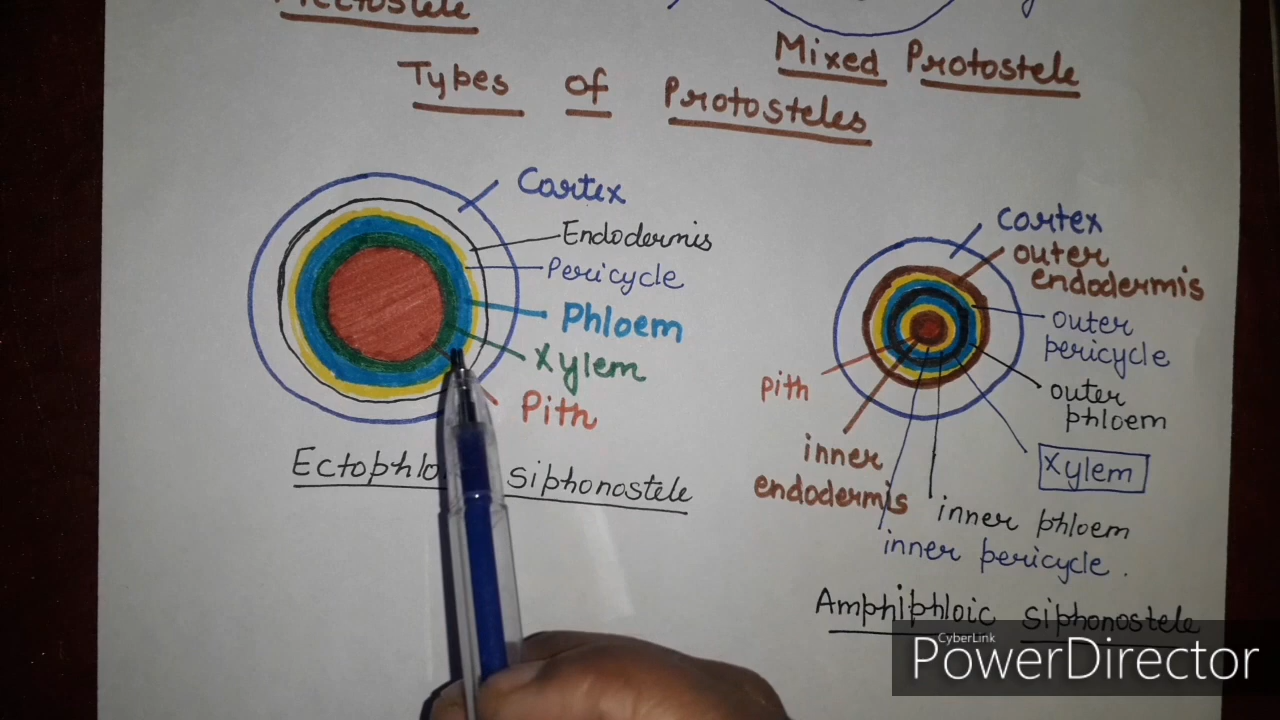 Mixed Protostele
Types of Protosteles
Cortex
Endodermis
Pericycle
Phloem
Xylem
Pith
siphonostele
Cortex
outer
endodermis
outer
pericycle
outer
phloem
Xylem
pith
inner
endodermis
inner phloem
inner pericycle.
Amphiphloic siphonostele
CyberLink
PowerDirector